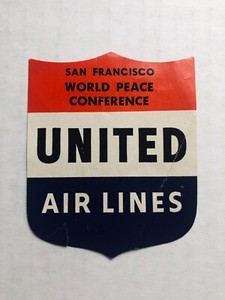 SAN FRANCISCO
WORLD PEACE
CONFERENCE
UNITED
AIR LINES